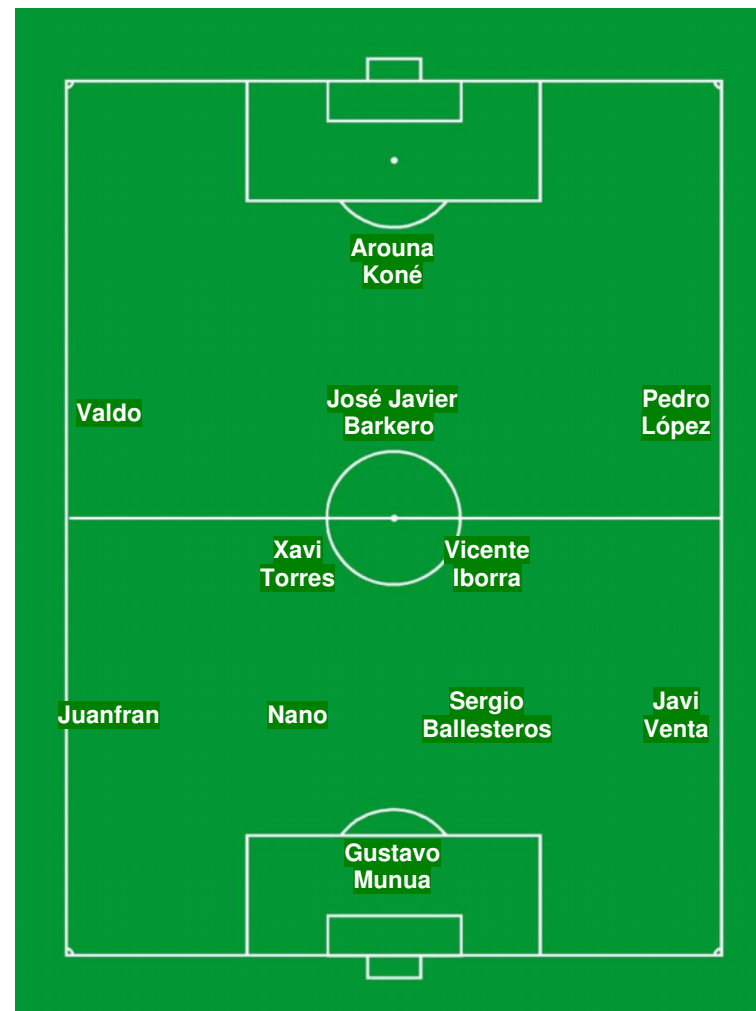 Arouna
Koné
Valdo
José Javier
Barkero
Pedro
López
Xavi
Torres
Vicente
Iborra
Juanfran
Nano
Sergio
Ballesteros
Javi
Venta
Gustavo
Munua